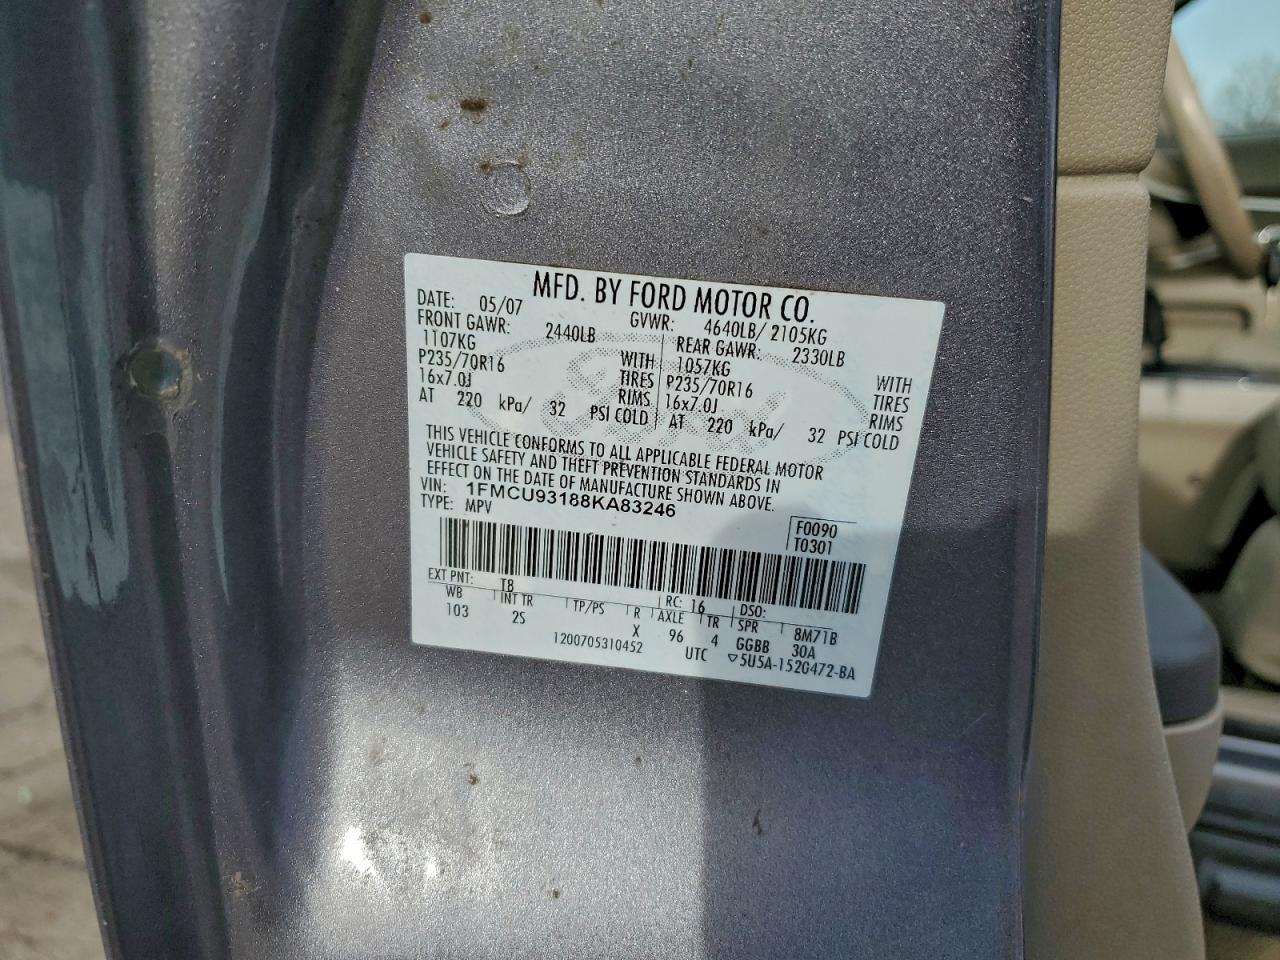 MFD. BY FORD MOTOR CO.
DATE: 05/07 GVWR: 4640LB/ 2105KG
FRONT GAWR: 2440LB REAR GAWR: 2330LB
1107KG WITH 1057KG WITH
P235/70R16 TIRES P235/70R16 TIRES
16x7.0J RIMS 16x7.0J RIMS
AT 220 kPa/ 32 PSI COLD AT 220 kPa/ 32 PSI COLD
THIS VEHICLE CONFORMS TO ALL APPLICABLE FEDERAL MOTOR
VEHICLE SAFETY AND THEFT PREVENTION STANDARDS IN
EFFECT ON THE DATE OF MANUFACTURE SHOWN ABOVE.
VIN: 1FMCU93188KA83246
TYPE: MPV
F0090
T0301
EXT PNT: T8 RC: 16 DSO:
WB INT TR TP/PS R AXLE TR SPR 8M71B
103 2S X 96 4 GGBB 30A
1200705310452 UTC ▽5U5A-1520472-BA
Ford